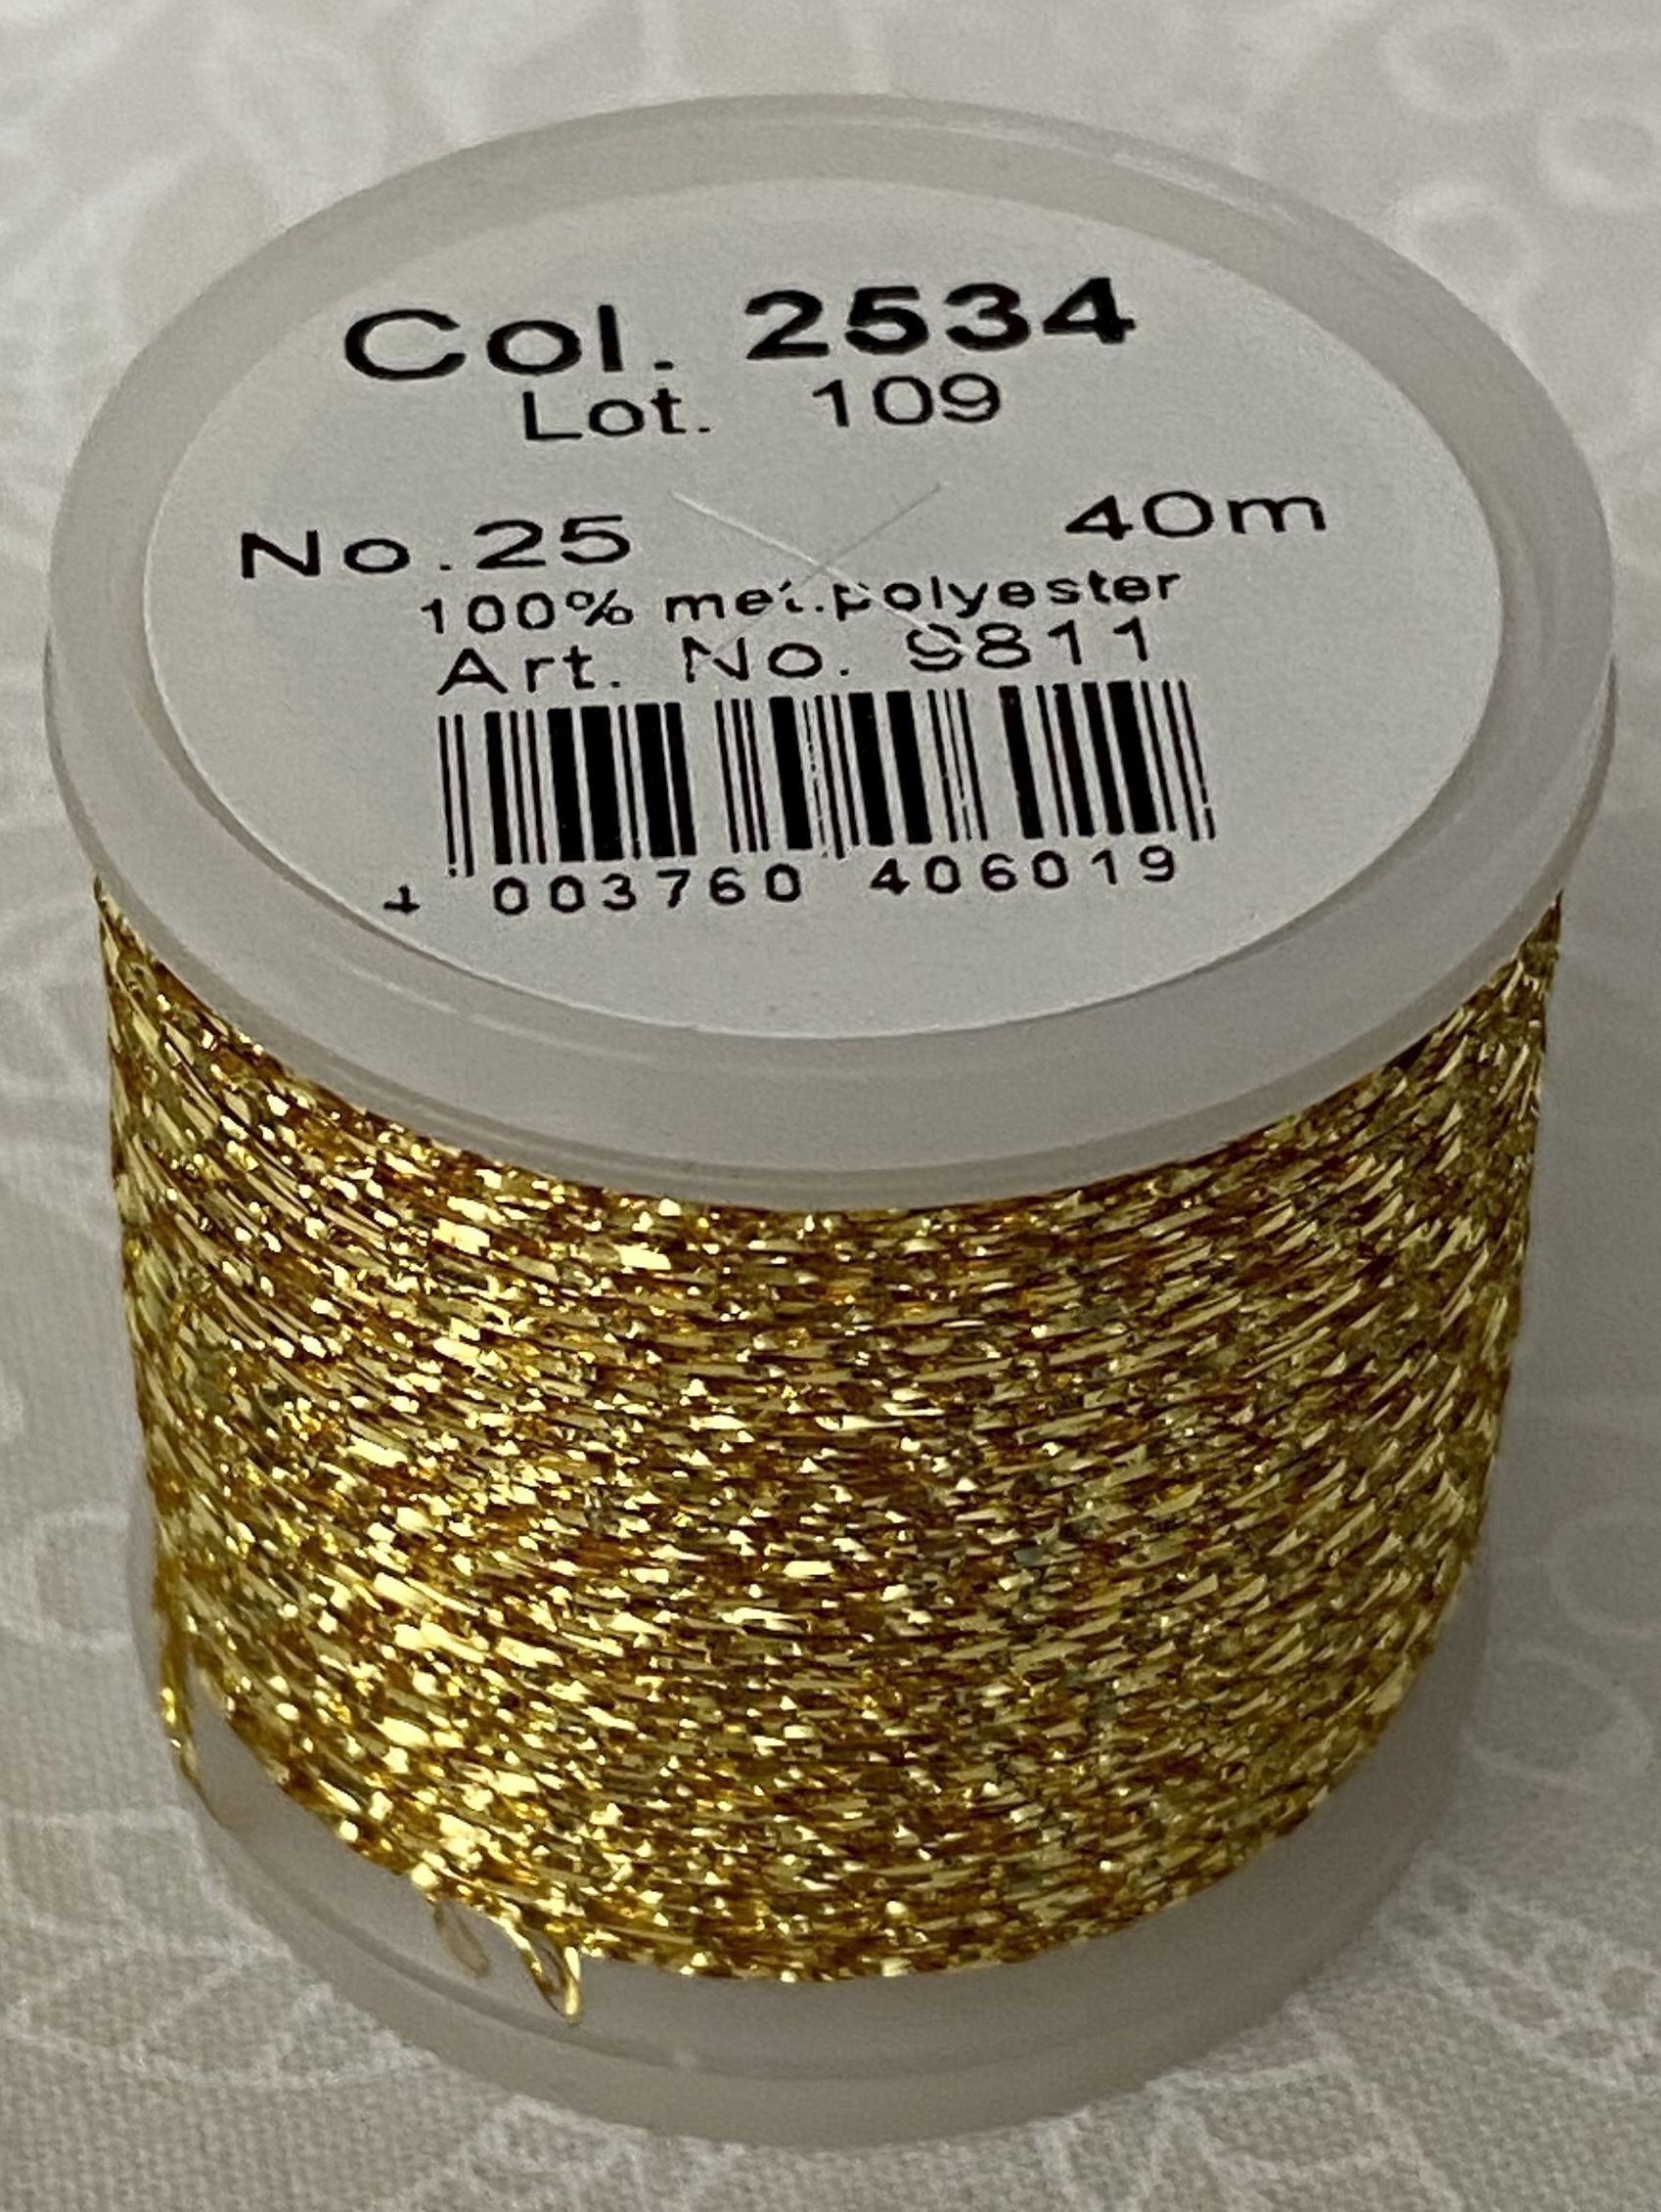 Col. 2534
Lot. 109
No.25 40m
100% met.polyester
Art. No. 9811
4 003760 406019